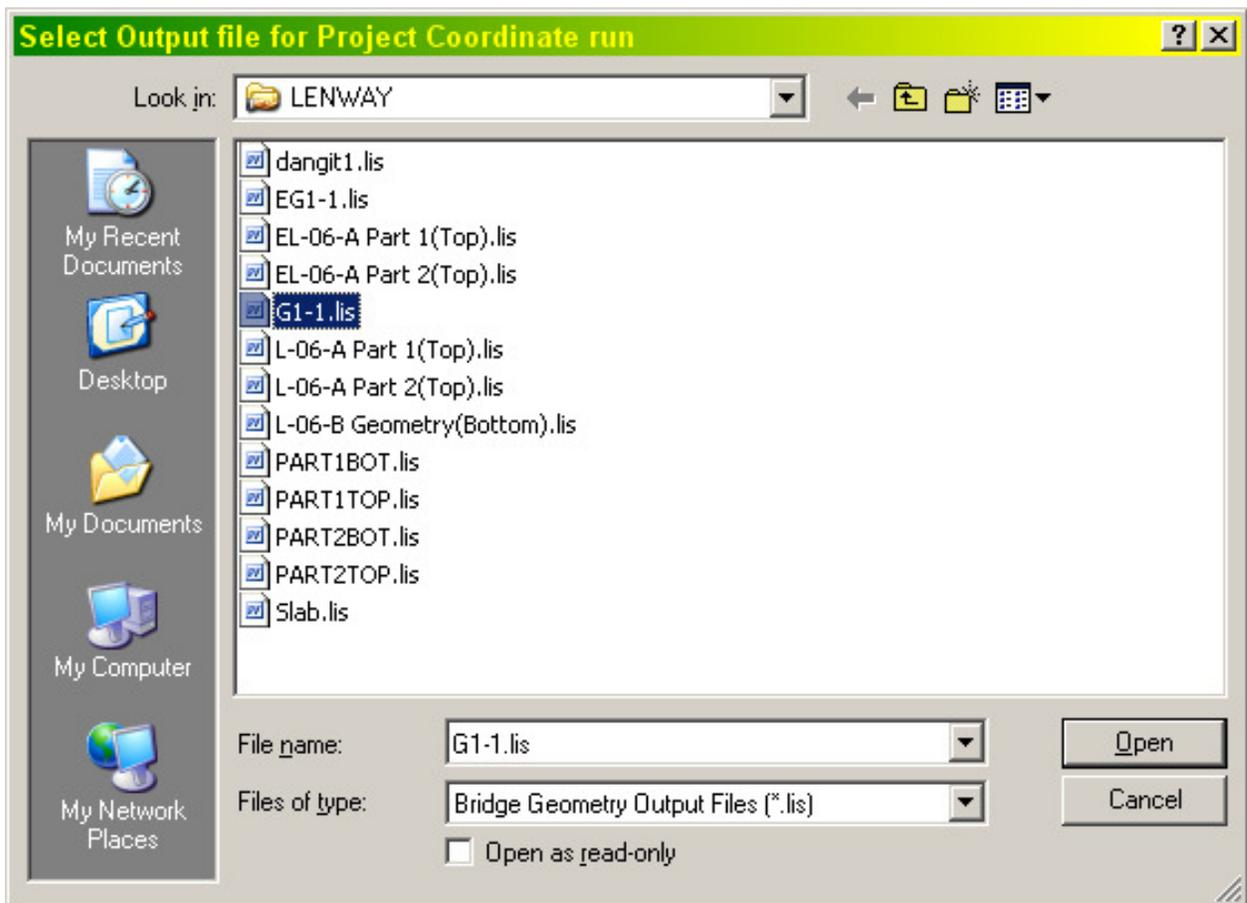 Select Output file for Project Coordinate run
Look in: LENWAY
My Recent
Documents
Desktop
My Documents
My Computer
My Network
Places
dangit1.lis
EG1-1.lis
EL-06-A Part 1(Top).lis
EL-06-A Part 2(Top).lis
G1-1.lis
L-06-A Part 1(Top).lis
L-06-A Part 2(Top).lis
L-06-B Geometry(Bottom).lis
PART1BOT.lis
PART1TOP.lis
PART2BOT.lis
PART2TOP.lis
Slab.lis
File name: G1-1.lis Open
Files of type: Bridge Geometry Output Files (*.lis) Cancel
Open as read-only